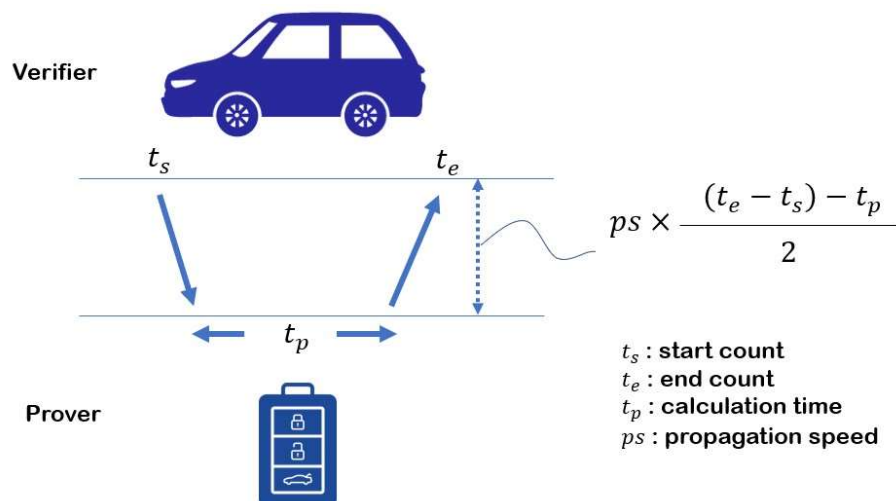 Verifier
t_s
t_e
ps × ((t_e − t_s) − t_p) / 2
t_p
t_s : start count
t_e : end count
t_p : calculation time
ps : propagation speed
Prover